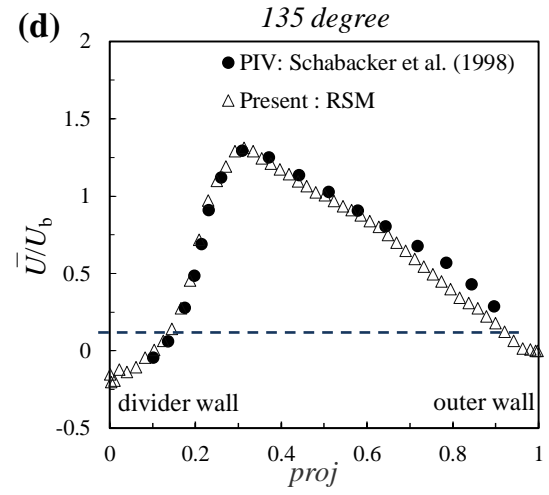 (d)
135 degree
2
1.5
1
0.5
0
-0.5
U̅/U_b
● PIV: Schabacker et al. (1998)
△ Present : RSM
divider wall
outer wall
0
0.2
0.4
0.6
0.8
1
proj